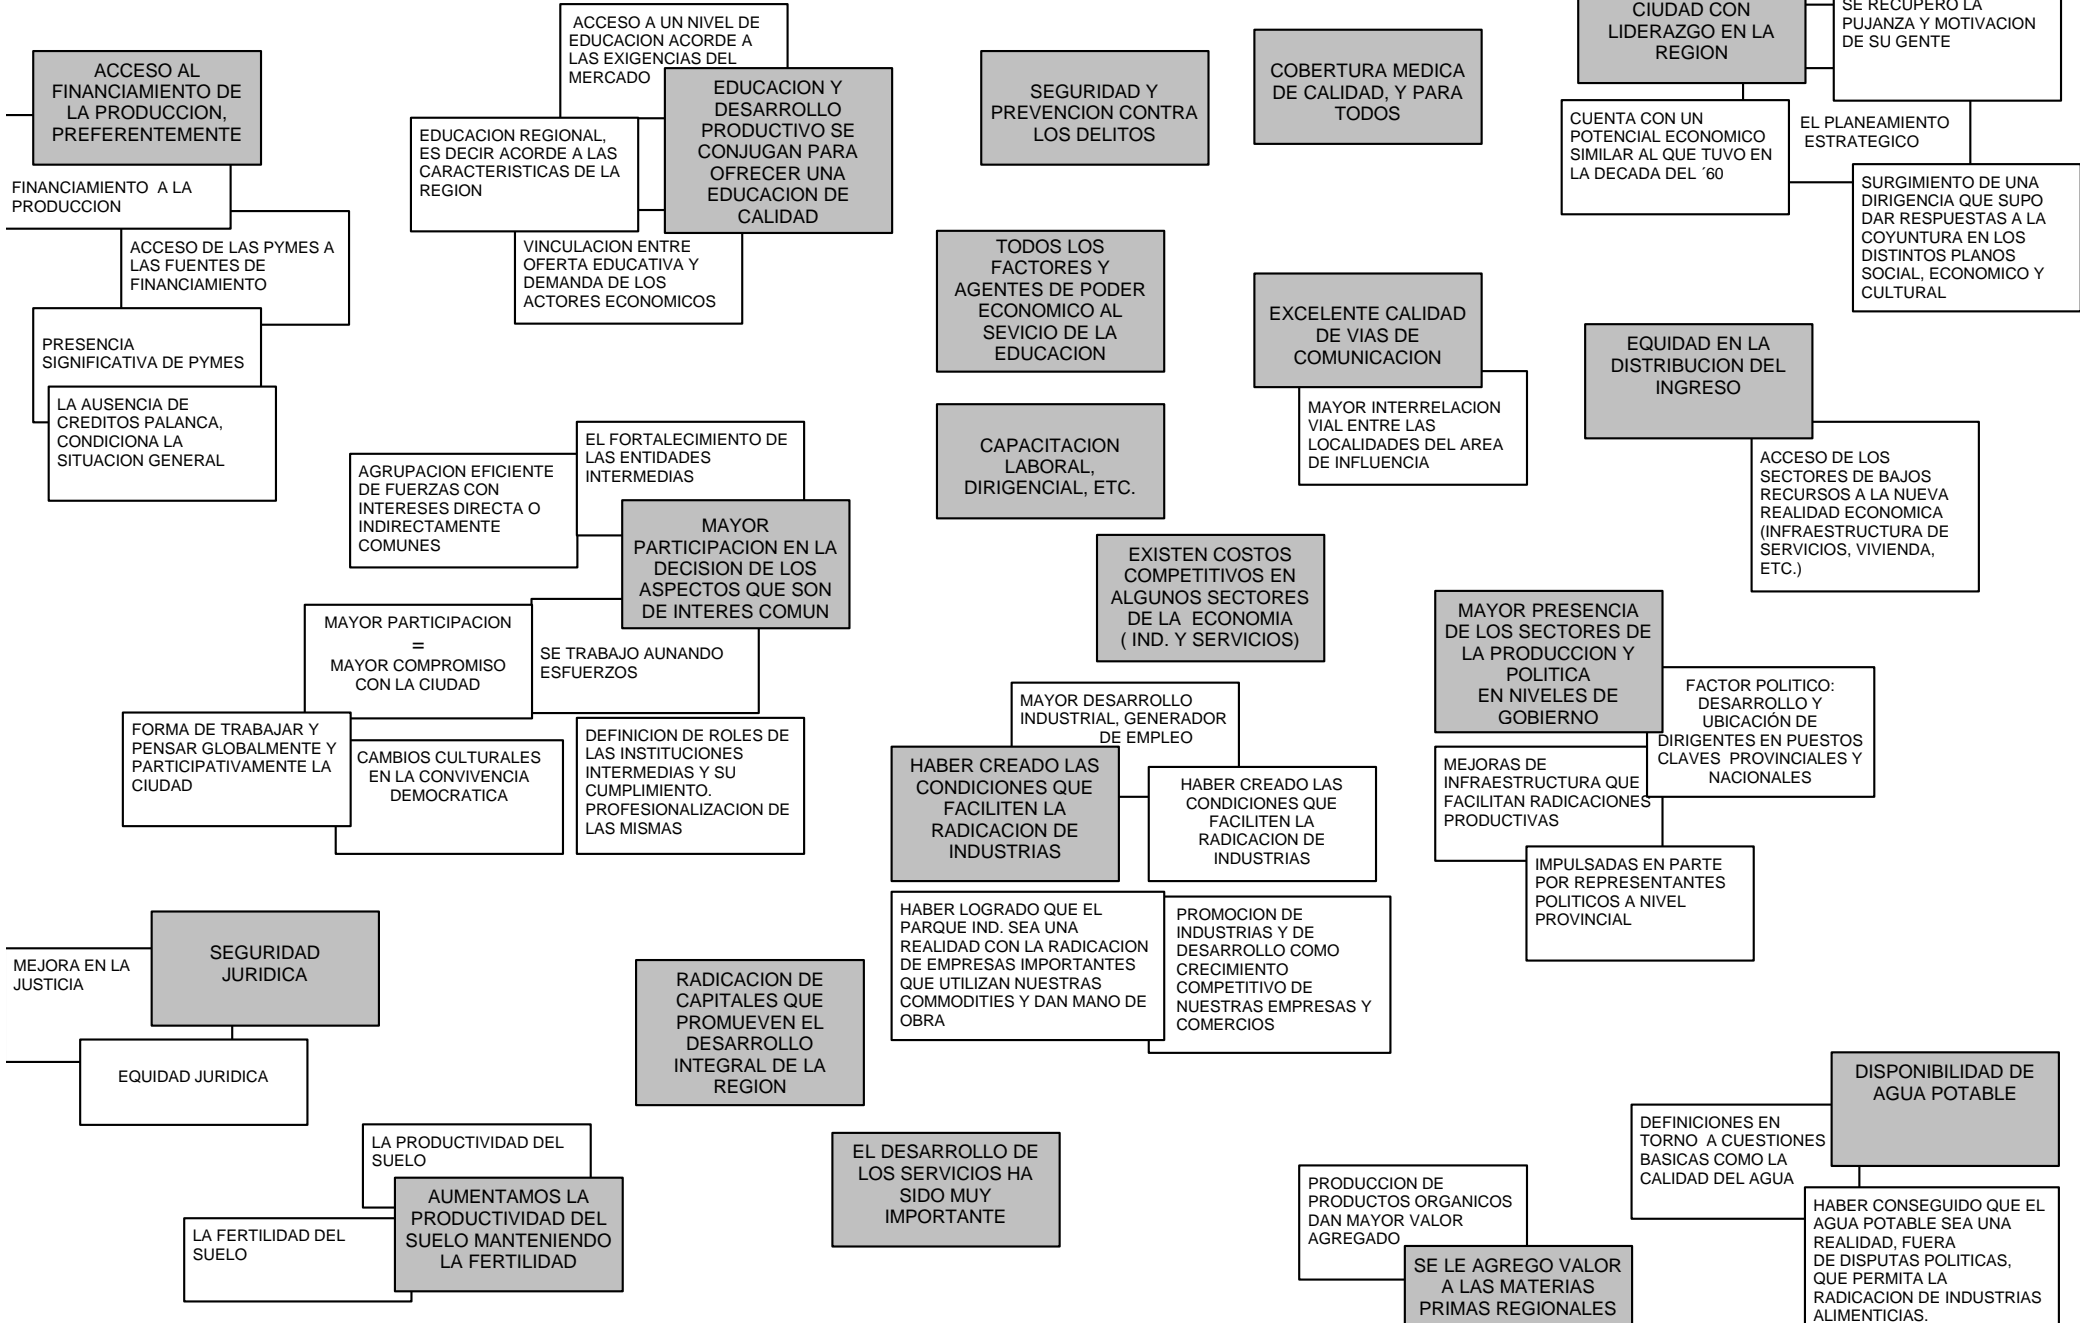 ACCESO AL
FINANCIAMIENTO DE
LA PRODUCCION,
PREFERENTEMENTE
FINANCIAMIENTO  A LA
PRODUCCION
ACCESO DE LAS PYMES A
LAS FUENTES DE
FINANCIAMIENTO
PRESENCIA
SIGNIFICATIVA DE PYMES
LA AUSENCIA DE
CREDITOS PALANCA,
CONDICIONA LA
SITUACION GENERAL
ACCESO A UN NIVEL DE
EDUCACION ACORDE A
LAS EXIGENCIAS DEL
MERCADO
EDUCACION Y
DESARROLLO
PRODUCTIVO SE
CONJUGAN PARA
OFRECER UNA
EDUCACION DE
CALIDAD
EDUCACION REGIONAL,
ES DECIR ACORDE A LAS
CARACTERISTICAS DE LA
REGION
VINCULACION ENTRE
OFERTA EDUCATIVA Y
DEMANDA DE LOS
ACTORES ECONOMICOS
SEGURIDAD Y
PREVENCION CONTRA
LOS DELITOS
COBERTURA MEDICA
DE CALIDAD, Y PARA
TODOS
CIUDAD CON
LIDERAZGO EN LA
REGION
SE RECUPERO LA
PUJANZA Y MOTIVACION
DE SU GENTE
CUENTA CON UN
POTENCIAL ECONOMICO
SIMILAR AL QUE TUVO EN
LA DECADA DEL ´60
EL PLANEAMIENTO
ESTRATEGICO
SURGIMIENTO DE UNA
DIRIGENCIA QUE SUPO
DAR RESPUESTAS A LA
COYUNTURA EN LOS
DISTINTOS PLANOS
SOCIAL, ECONOMICO Y
CULTURAL
TODOS LOS
FACTORES Y
AGENTES DE PODER
ECONOMICO AL
SEVICIO DE LA
EDUCACION
EXCELENTE CALIDAD
DE VIAS DE
COMUNICACION
MAYOR INTERRELACION
VIAL ENTRE LAS
LOCALIDADES DEL AREA
DE INFLUENCIA
EQUIDAD EN LA
DISTRIBUCION DEL
INGRESO
ACCESO DE LOS
SECTORES DE BAJOS
RECURSOS A LA NUEVA
REALIDAD ECONOMICA
(INFRAESTRUCTURA DE
SERVICIOS, VIVIENDA,
ETC.)
CAPACITACION
LABORAL,
DIRIGENCIAL, ETC.
EL FORTALECIMIENTO DE
LAS ENTIDADES
INTERMEDIAS
AGRUPACION EFICIENTE
DE FUERZAS CON
INTERESES DIRECTA O
INDIRECTAMENTE
COMUNES
MAYOR
PARTICIPACION EN LA
DECISION DE LOS
ASPECTOS QUE SON
DE INTERES COMUN
MAYOR PARTICIPACION
=
MAYOR COMPROMISO
CON LA CIUDAD
SE TRABAJO AUNANDO
ESFUERZOS
FORMA DE TRABAJAR Y
PENSAR GLOBALMENTE Y
PARTICIPATIVAMENTE LA
CIUDAD
CAMBIOS CULTURALES
EN LA CONVIVENCIA
DEMOCRATICA
DEFINICION DE ROLES DE
LAS INSTITUCIONES
INTERMEDIAS Y SU
CUMPLIMIENTO.
PROFESIONALIZACION DE
LAS MISMAS
EXISTEN COSTOS
COMPETITIVOS EN
ALGUNOS SECTORES
DE LA  ECONOMIA
( IND. Y SERVICIOS)
MAYOR DESARROLLO
INDUSTRIAL, GENERADOR
DE EMPLEO
HABER CREADO LAS
CONDICIONES QUE
FACILITEN LA
RADICACION DE
INDUSTRIAS
HABER CREADO LAS
CONDICIONES QUE
FACILITEN LA
RADICACION DE
INDUSTRIAS
HABER LOGRADO QUE EL
PARQUE IND. SEA UNA
REALIDAD CON LA RADICACION
DE EMPRESAS IMPORTANTES
QUE UTILIZAN NUESTRAS
COMMODITIES Y DAN MANO DE
OBRA
PROMOCION DE
INDUSTRIAS Y DE
DESARROLLO COMO
CRECIMIENTO
COMPETITIVO DE
NUESTRAS EMPRESAS Y
COMERCIOS
MAYOR PRESENCIA
DE LOS SECTORES DE
LA PRODUCCION Y
POLITICA
EN NIVELES DE
GOBIERNO
FACTOR POLITICO:
DESARROLLO Y
UBICACIÓN DE
DIRIGENTES EN PUESTOS
CLAVES  PROVINCIALES Y
NACIONALES
MEJORAS DE
INFRAESTRUCTURA QUE
FACILITAN RADICACIONES
PRODUCTIVAS
IMPULSADAS EN PARTE
POR REPRESENTANTES
POLITICOS A NIVEL
PROVINCIAL
SEGURIDAD
JURIDICA
MEJORA EN LA
JUSTICIA
EQUIDAD JURIDICA
RADICACION DE
CAPITALES QUE
PROMUEVEN EL
DESARROLLO
INTEGRAL DE LA
REGION
LA PRODUCTIVIDAD DEL
SUELO
AUMENTAMOS LA
PRODUCTIVIDAD DEL
SUELO MANTENIENDO
LA FERTILIDAD
LA FERTILIDAD DEL
SUELO
EL DESARROLLO DE
LOS SERVICIOS HA
SIDO MUY
IMPORTANTE
PRODUCCION DE
PRODUCTOS ORGANICOS
DAN MAYOR VALOR
AGREGADO
SE LE AGREGO VALOR
A LAS MATERIAS
PRIMAS REGIONALES
DISPONIBILIDAD DE
AGUA POTABLE
DEFINICIONES EN
TORNO  A CUESTIONES
BASICAS COMO LA
CALIDAD DEL AGUA
HABER CONSEGUIDO QUE EL
AGUA POTABLE SEA UNA
REALIDAD, FUERA
DE DISPUTAS POLITICAS,
QUE PERMITA LA
RADICACION DE INDUSTRIAS
ALIMENTICIAS.